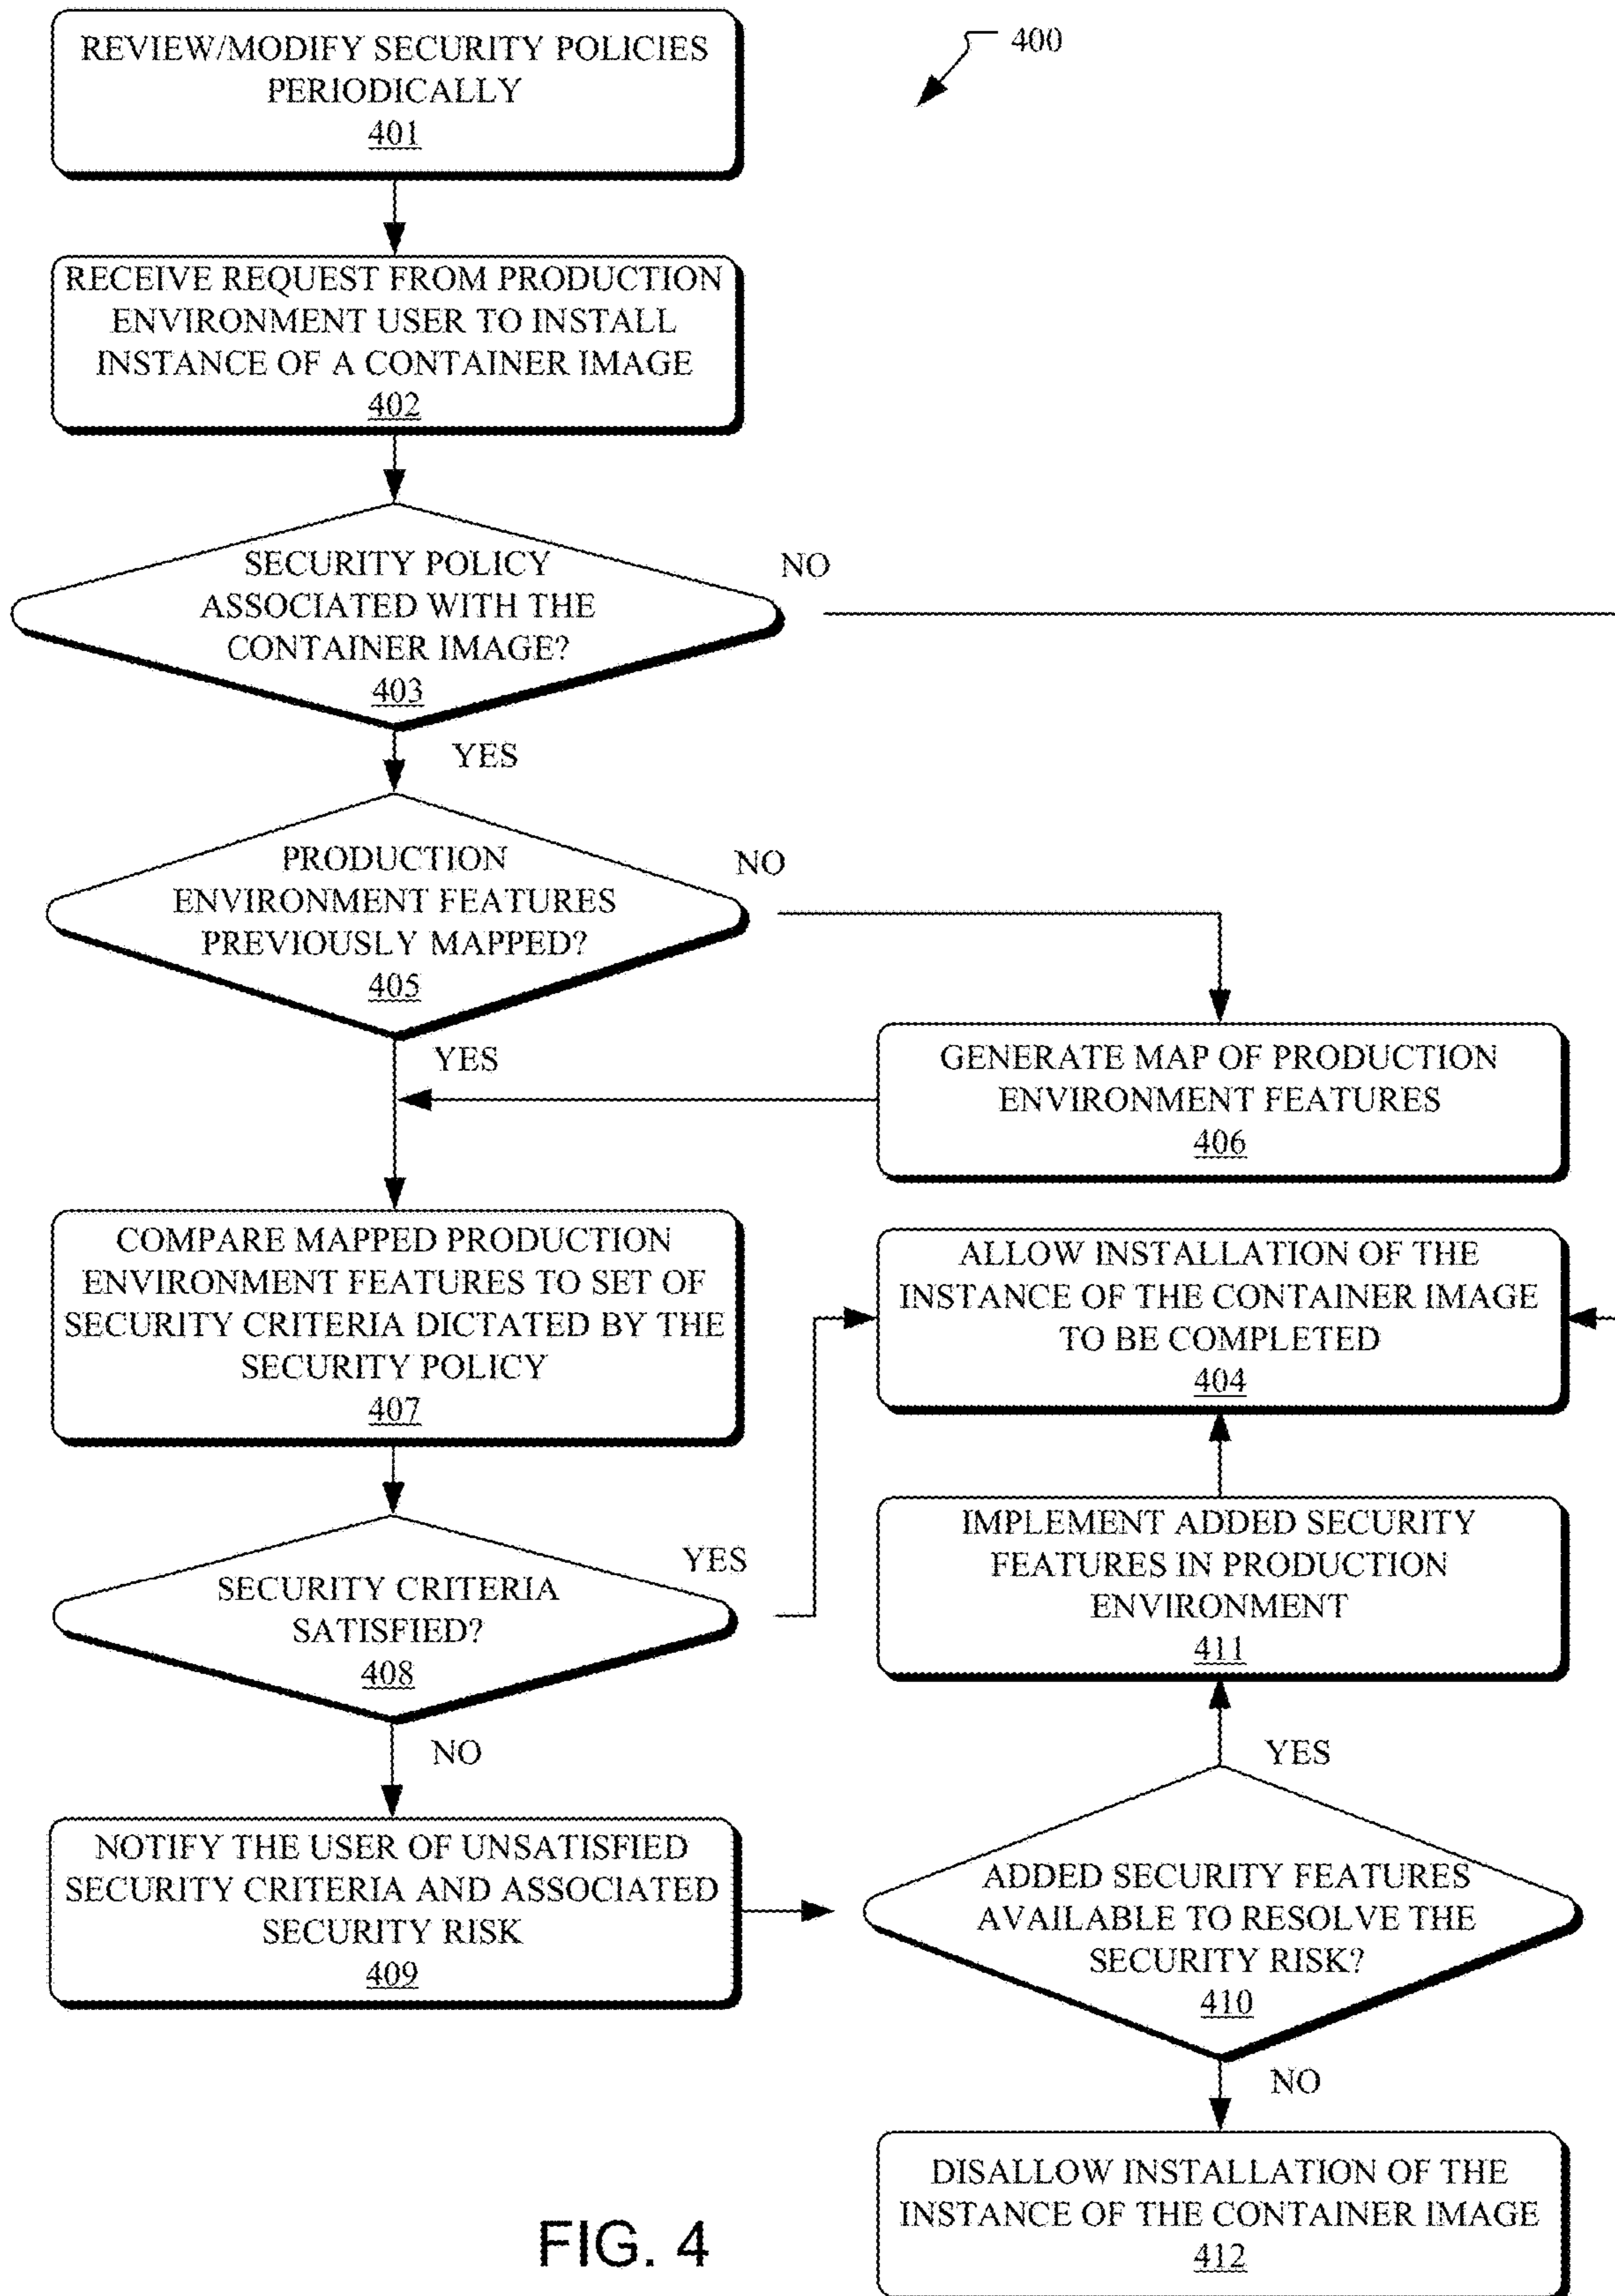 REVIEW/MODIFY SECURITY POLICIES
PERIODICALLY
401
400
RECEIVE REQUEST FROM PRODUCTION
ENVIRONMENT USER TO INSTALL
INSTANCE OF A CONTAINER IMAGE
402
SECURITY POLICY
ASSOCIATED WITH THE
CONTAINER IMAGE?
403
NO
YES
PRODUCTION
ENVIRONMENT FEATURES
PREVIOUSLY MAPPED?
405
NO
YES
GENERATE MAP OF PRODUCTION
ENVIRONMENT FEATURES
406
COMPARE MAPPED PRODUCTION
ENVIRONMENT FEATURES TO SET OF
SECURITY CRITERIA DICTATED BY THE
SECURITY POLICY
407
ALLOW INSTALLATION OF THE
INSTANCE OF THE CONTAINER IMAGE
TO BE COMPLETED
404
SECURITY CRITERIA
SATISFIED?
408
YES
NO
IMPLEMENT ADDED SECURITY
FEATURES IN PRODUCTION
ENVIRONMENT
411
NOTIFY THE USER OF UNSATISFIED
SECURITY CRITERIA AND ASSOCIATED
SECURITY RISK
409
YES
ADDED SECURITY FEATURES
AVAILABLE TO RESOLVE THE
SECURITY RISK?
410
NO
DISALLOW INSTALLATION OF THE
INSTANCE OF THE CONTAINER IMAGE
412
FIG. 4